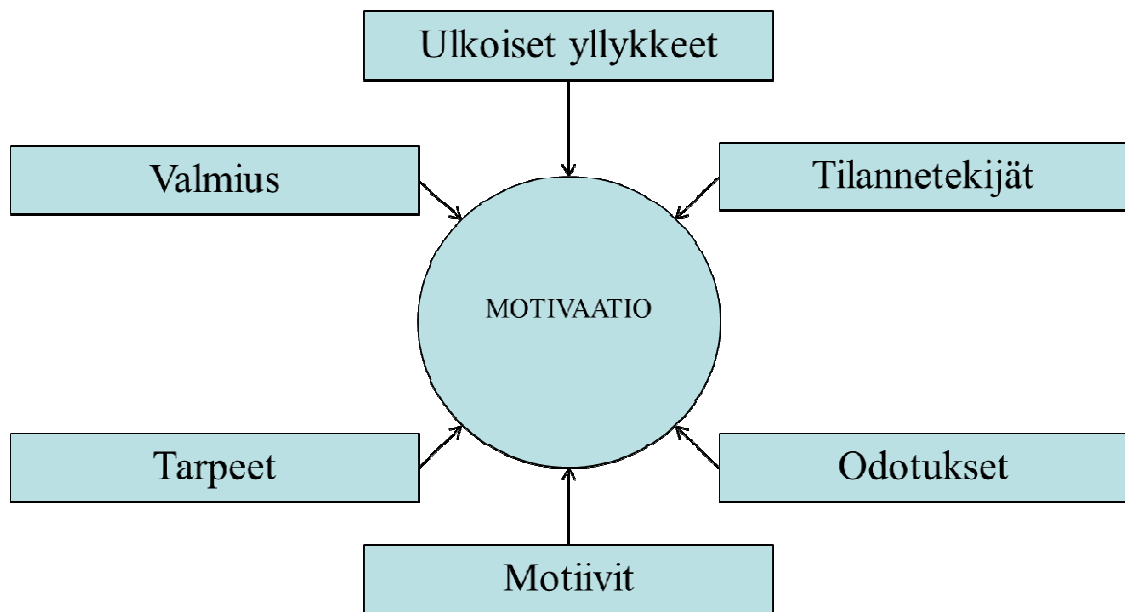 Ulkoiset yllykkeet
Valmius
Tilannetekijät
MOTIVAATIO
Tarpeet
Odotukset
Motiivit